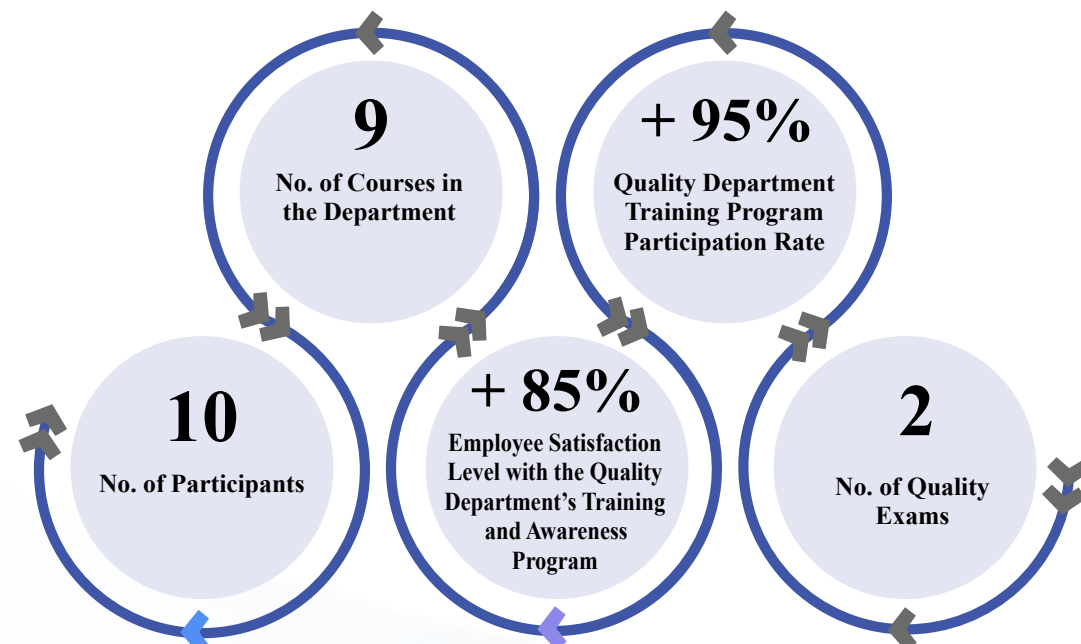 9
No. of Courses in
the Department
+ 95%
Quality Department
Training Program
Participation Rate
10
No. of Participants
+ 85%
Employee Satisfaction
Level with the Quality
Department’s Training
and Awareness
Program
2
No. of Quality
Exams